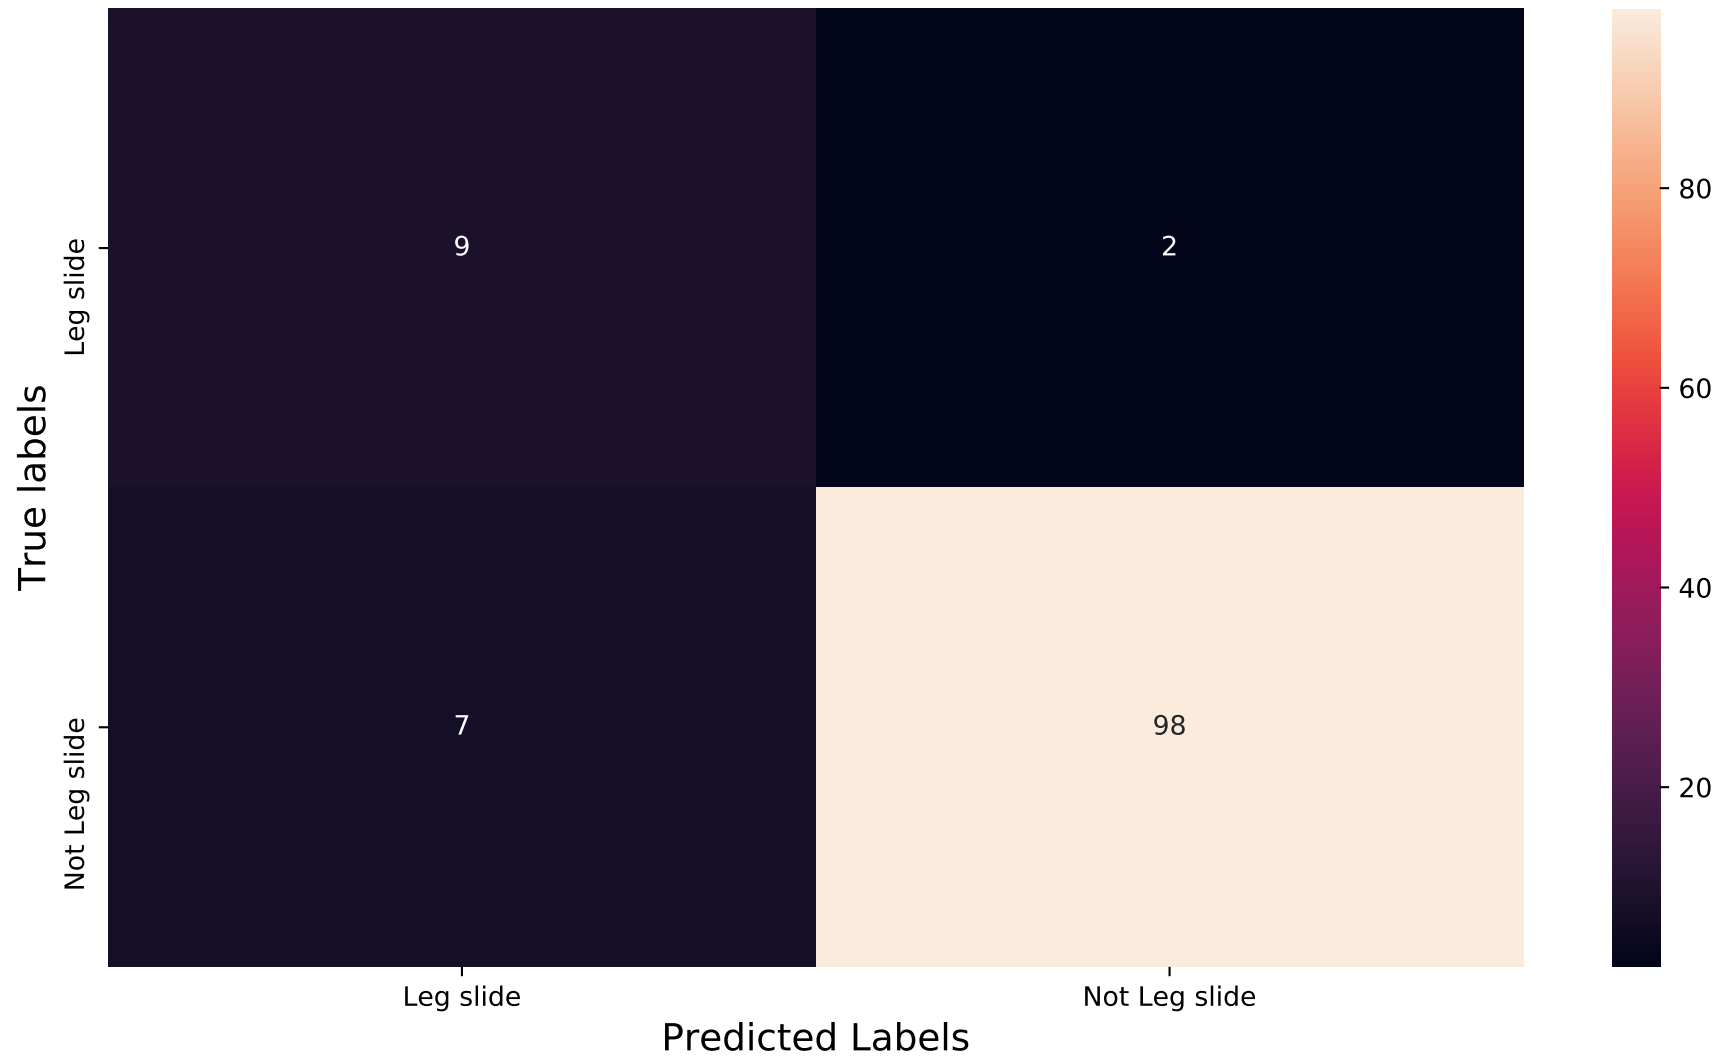 True labels
Leg slide
9
2
Not Leg slide
7
98
Leg slide
Not Leg slide
Predicted Labels
80
60
40
20